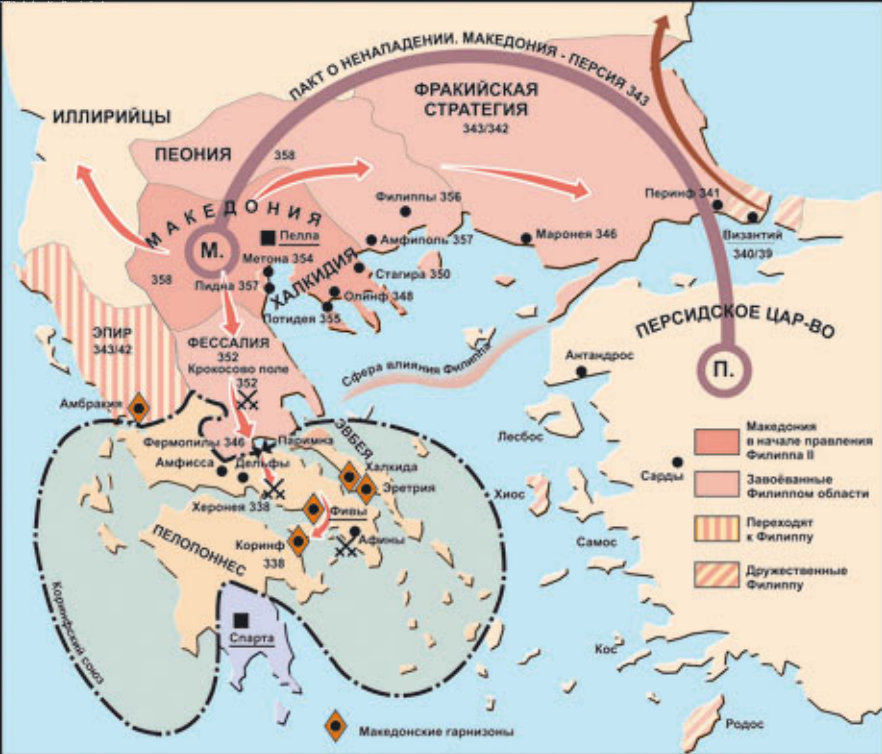 ПАКТ О НЕНАПАДЕНИИ. МАКЕДОНИЯ - ПЕРСИЯ 343
ФРАКИЙСКАЯ
СТРАТЕГИЯ
343/342
ИЛЛИРИЙЦЫ
ПЕОНИЯ
358
Филиппы 356
Перинф 341
МАКЕДОНИЯ
Пелла
Амфиполь 357
Маронея 346
Византий
340/39
М.
Метона 354
358
Пидна 357
ХАЛКИДИЯ
Стагира 350
Олинф 348
Потидея 355
ПЕРСИДСКОЕ ЦАР-ВО
ЭПИР
343/42
ФЕССАЛИЯ
352
Крокосово поле
352
Сфера влияния Филиппа
Антандрос
П.
Амбракия
Македония
в начале правления
Филиппа II
Фермопилы 346
Паримна
ЭВБЕЯ
Лесбос
Амфисса
Дельфы
Халкида
Сарды
Завоёванные
Филиппом области
Эретрия
Хиос
Херонея 338
Фивы
Переходят
к Филиппу
ПЕЛОПОННЕС
Коринф
338
Афины
Самос
Дружественные
Филиппу
Коринфский союз
Спарта
Кос
Родос
Македонские гарнизоны